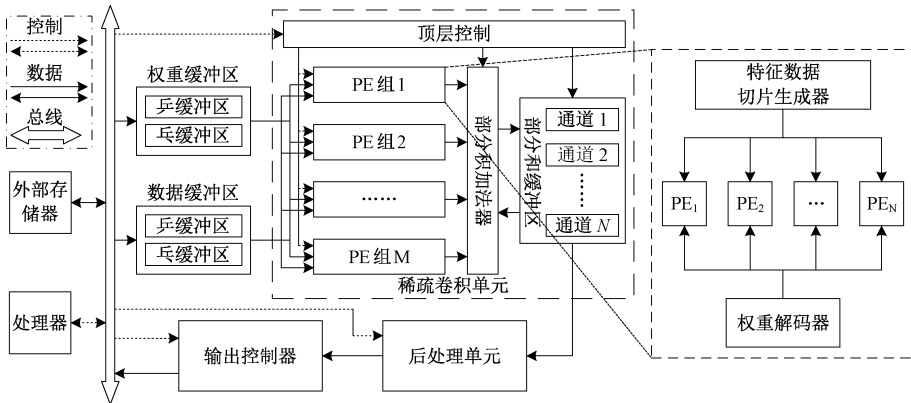 控制
数据
总线
外部存
储器
处理器
权重缓冲区
乒缓冲区
乓缓冲区
数据缓冲区
乒缓冲区
乓缓冲区
顶层控制
PE 组1
PE 组2
……
PE 组M
部分积加法器
部分和缓冲区
通道 1
通道 2
通道 N
稀疏卷积单元
输出控制器
后处理单元
特征数据
切片生成器
PE1
PE2
...
PEN
权重解码器